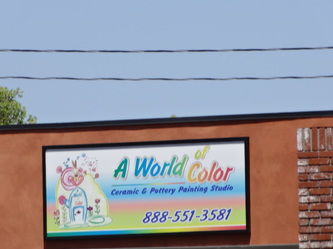 A World of Color
Ceramic & Pottery Painting Studio
888-551-3581